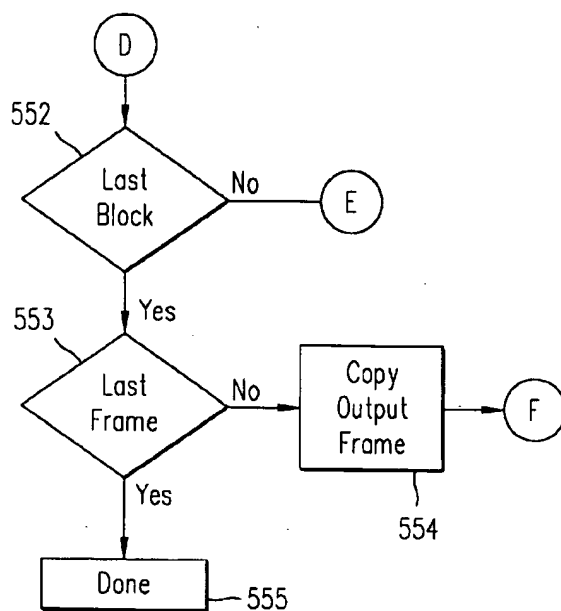 D
552
Last
Block
No
E
Yes
553
Last
Frame
No
Copy
Output
Frame
F
554
Yes
Done
555